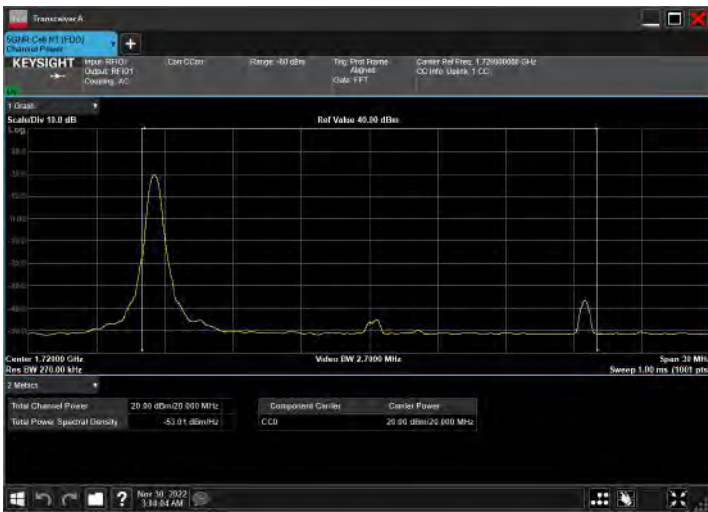 Transceiver A
5GNR Cell N1 (FDD)
Channel Power
KEYSIGHT
Input: RFIO1
Output: RFIO1
Coupling: AC
Corr CCorr
Range: -60 dBm
Trig: Prot Frame
Aligned
Gate: FFT
Carrier Ref Freq: 1.720000000 GHz
CC Info: Uplink, 1 CC
1 Graph
Scale/Div 10.0 dB
Ref Value 40.00 dBm
Log
Center 1.72000 GHz
Video BW 2.7000 MHz
Span 30 MHz
Res BW 270.00 kHz
Sweep 1.00 ms (1001 pts
2 Metrics
Total Channel Power
20.00 dBm/20.000 MHz
Total Power Spectral Density
-53.01 dBm/Hz
Component Carrier
Carrier Power
CC0
20.00 dBm/20.000 MHz
Nov 30, 2022